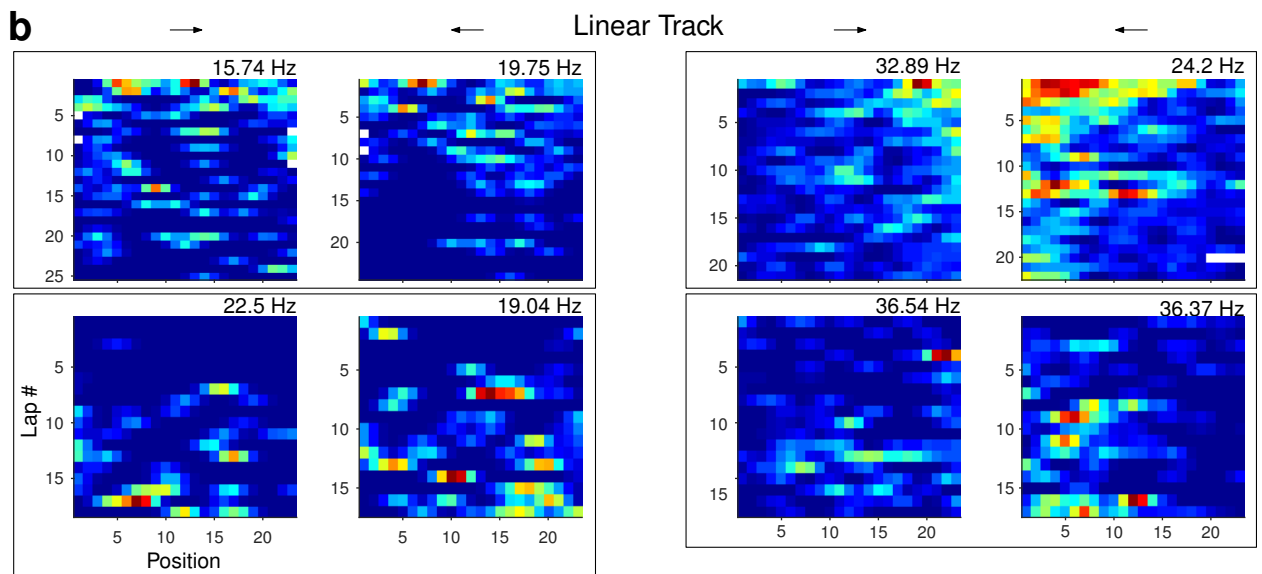 b
→ ← Linear Track → ←
15.74 Hz 19.75 Hz 32.89 Hz 24.2 Hz
5 5 5 5
10 10 10 10
15 15 15 15
20 20 20 20
25
22.5 Hz 19.04 Hz 36.54 Hz 36.37 Hz
Lap #
5 5 5 5
10 10 10 10
15 15 15 15
5 10 15 20 5 10 15 20 5 10 15 20 5 10 15 20
Position